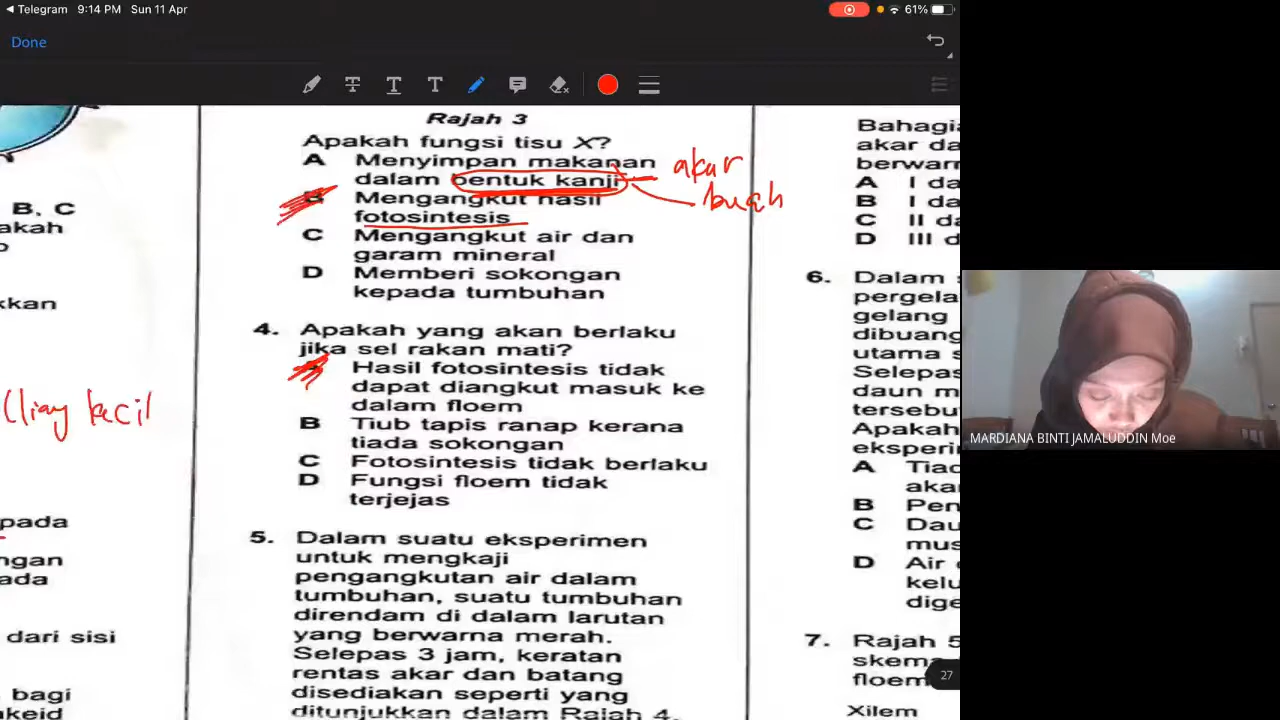 Telegram 9:14 PM Sun 11 Apr
61%
Done
Rajah 3
Apakah fungsi tisu X?
A Menyimpan makanan
dalam bentuk kanji
akar
buah
Mengangkut hasil
fotosintesis
C Mengangkut air dan
garam mineral
D Memberi sokongan
kepada tumbuhan
4. Apakah yang akan berlaku
jika sel rakan mati?
Hasil fotosintesis tidak
dapat diangkut masuk ke
dalam floem
B Tiub tapis ranap kerana
tiada sokongan
C Fotosintesis tidak berlaku
D Fungsi floem tidak
terjejas
5. Dalam suatu eksperimen
untuk mengkaji
pengangkutan air dalam
tumbuhan, suatu tumbuhan
direndam di dalam larutan
yang berwarna merah.
Selepas 3 jam, keratan
rentas akar dan batang
disediakan seperti yang
ditunjukkan dalam Rajah 4.
B, C
akah
kkan
kecil
pada
ngan
ada
dari sisi
bagi
akeid
Bahagia
akar da
berwarn
A I da
B I da
C II da
D III d
6. Dalam s
pergela
gelang
dibuang
utama s
Selepas
daun m
tersebu
Apakah
eksperi
A Tiad
akar
B Pen
C Dau
mus
D Air
kelu
dige
7. Rajah 5
skema
floem
Xilem
27
MARDIANA BINTI JAMALUDDIN Moe